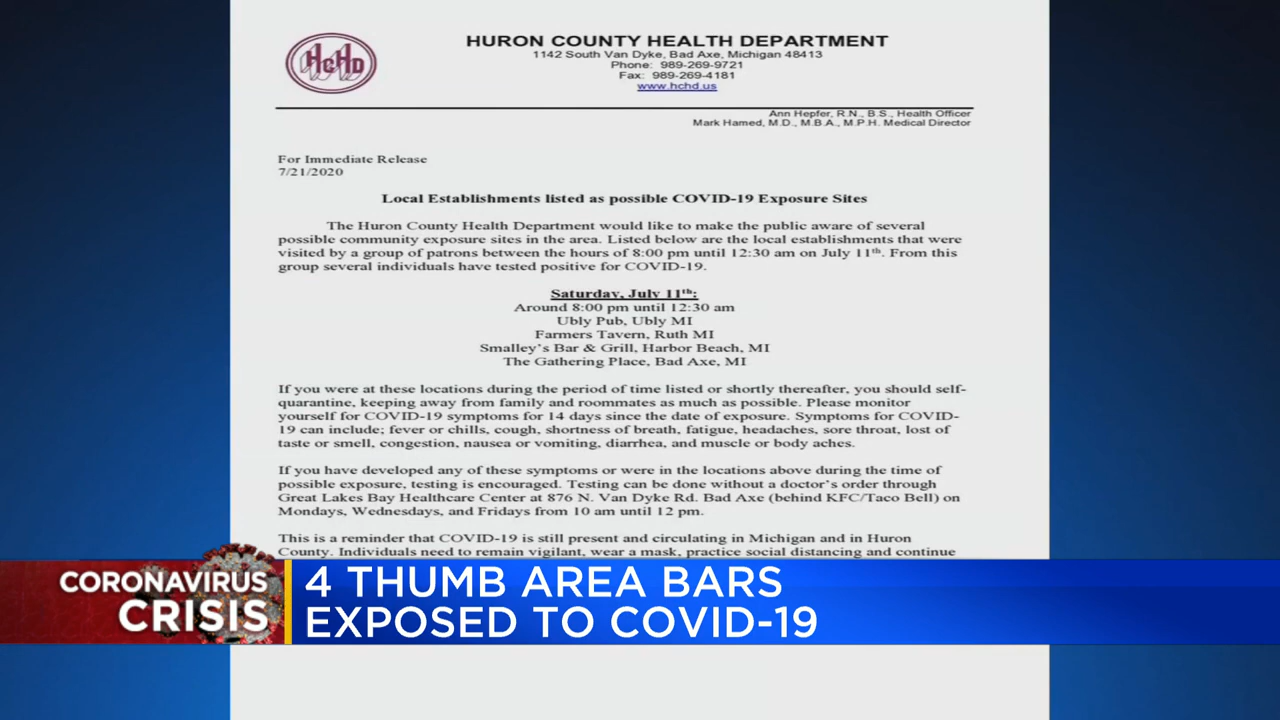 HCHD
HURON COUNTY HEALTH DEPARTMENT
1142 South Van Dyke, Bad Axe, Michigan 48413
Phone: 989-269-9721
Fax: 989-269-4181
www.hchd.us
Ann Hepfer, R.N., B.S., Health Officer
Mark Hamed, M.D., M.B.A., M.P.H. Medical Director
For Immediate Release
7/21/2020
Local Establishments listed as possible COVID-19 Exposure Sites
The Huron County Health Department would like to make the public aware of several
possible community exposure sites in the area. Listed below are the local establishments that were
visited by a group of patrons between the hours of 8:00 pm until 12:30 am on July 11th. From this
group several individuals have tested positive for COVID-19.
Saturday, July 11th:
Around 8:00 pm until 12:30 am
Ubly Pub, Ubly MI
Farmers Tavern, Ruth MI
Smalley's Bar & Grill, Harbor Beach, MI
The Gathering Place, Bad Axe, MI
If you were at these locations during the period of time listed or shortly thereafter, you should self-
quarantine, keeping away from family and roommates as much as possible. Please monitor
yourself for COVID-19 symptoms for 14 days since the date of exposure. Symptoms for COVID-
19 can include; fever or chills, cough, shortness of breath, fatigue, headaches, sore throat, lost of
taste or smell, congestion, nausea or vomiting, diarrhea, and muscle or body aches.
If you have developed any of these symptoms or were in the locations above during the time of
possible exposure, testing is encouraged. Testing can be done without a doctor's order through
Great Lakes Bay Healthcare Center at 876 N. Van Dyke Rd. Bad Axe (behind KFC/Taco Bell) on
Mondays, Wednesdays, and Fridays from 10 am until 12 pm.
This is a reminder that COVID-19 is still present and circulating in Michigan and in Huron
County. Individuals need to remain vigilant, wear a mask, practice social distancing and continue
CORONAVIRUS
CRISIS
4 THUMB AREA BARS
EXPOSED TO COVID-19